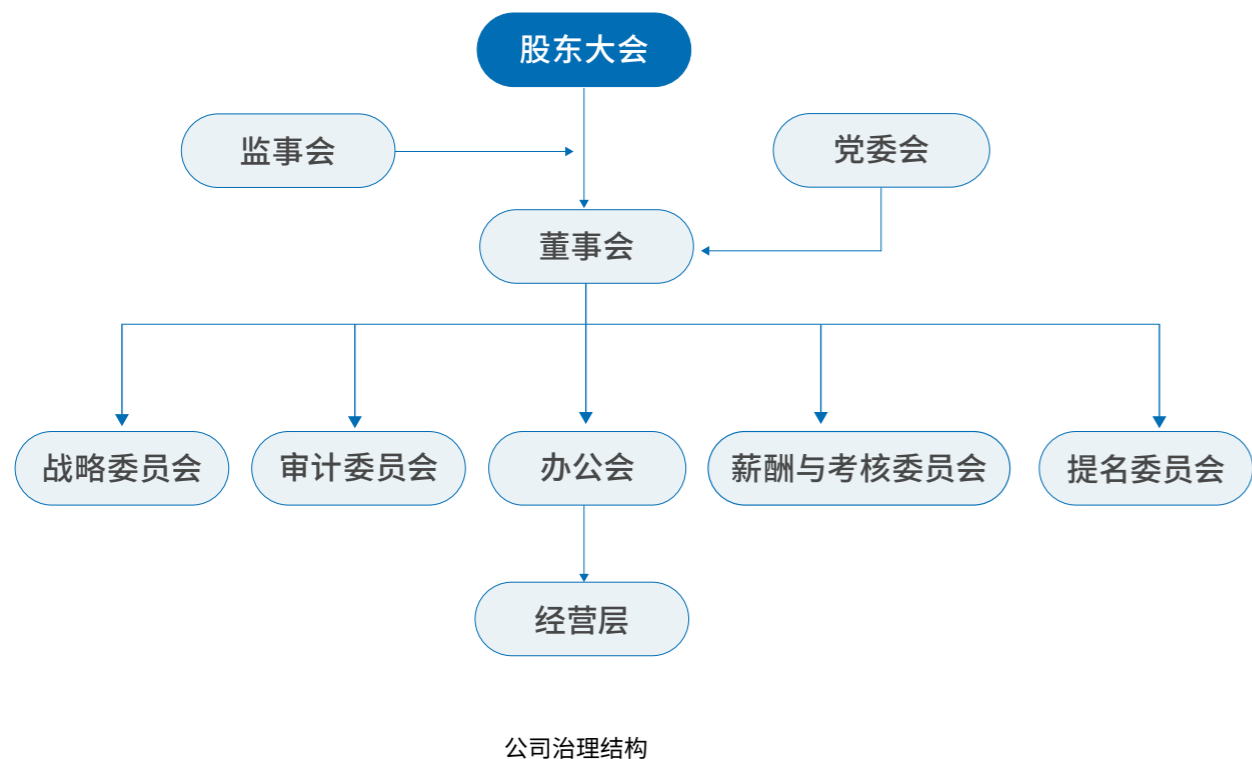 股东大会
监事会
党委会
董事会
战略委员会
审计委员会
办公会
薪酬与考核委员会
提名委员会
经营层
公司治理结构